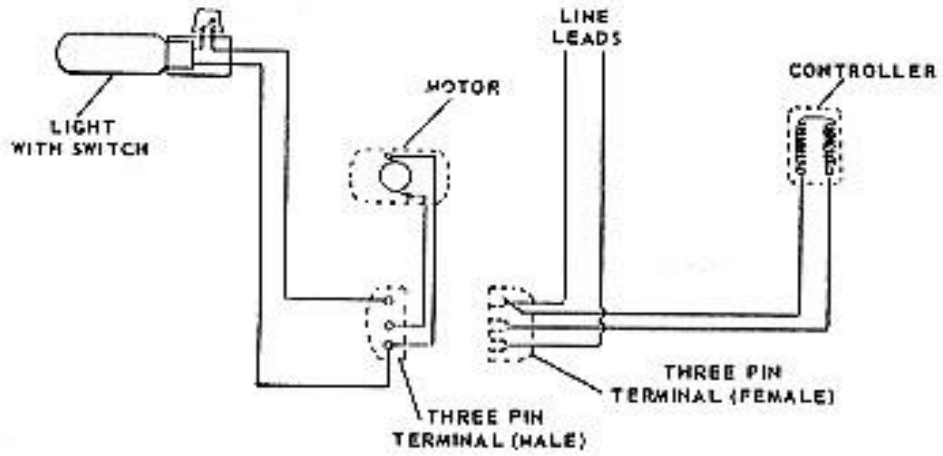 LINE
LEADS
CONTROLLER
MOTOR
LIGHT
WITH SWITCH
THREE PIN
TERMINAL (FEMALE)
THREE PIN
TERMINAL (MALE)